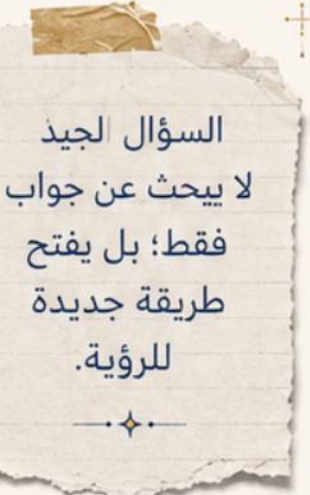 السؤال الجيد
لا يبحث عن جواب
فقط؛ بل يفتح
طريقة جديدة
للرؤية.